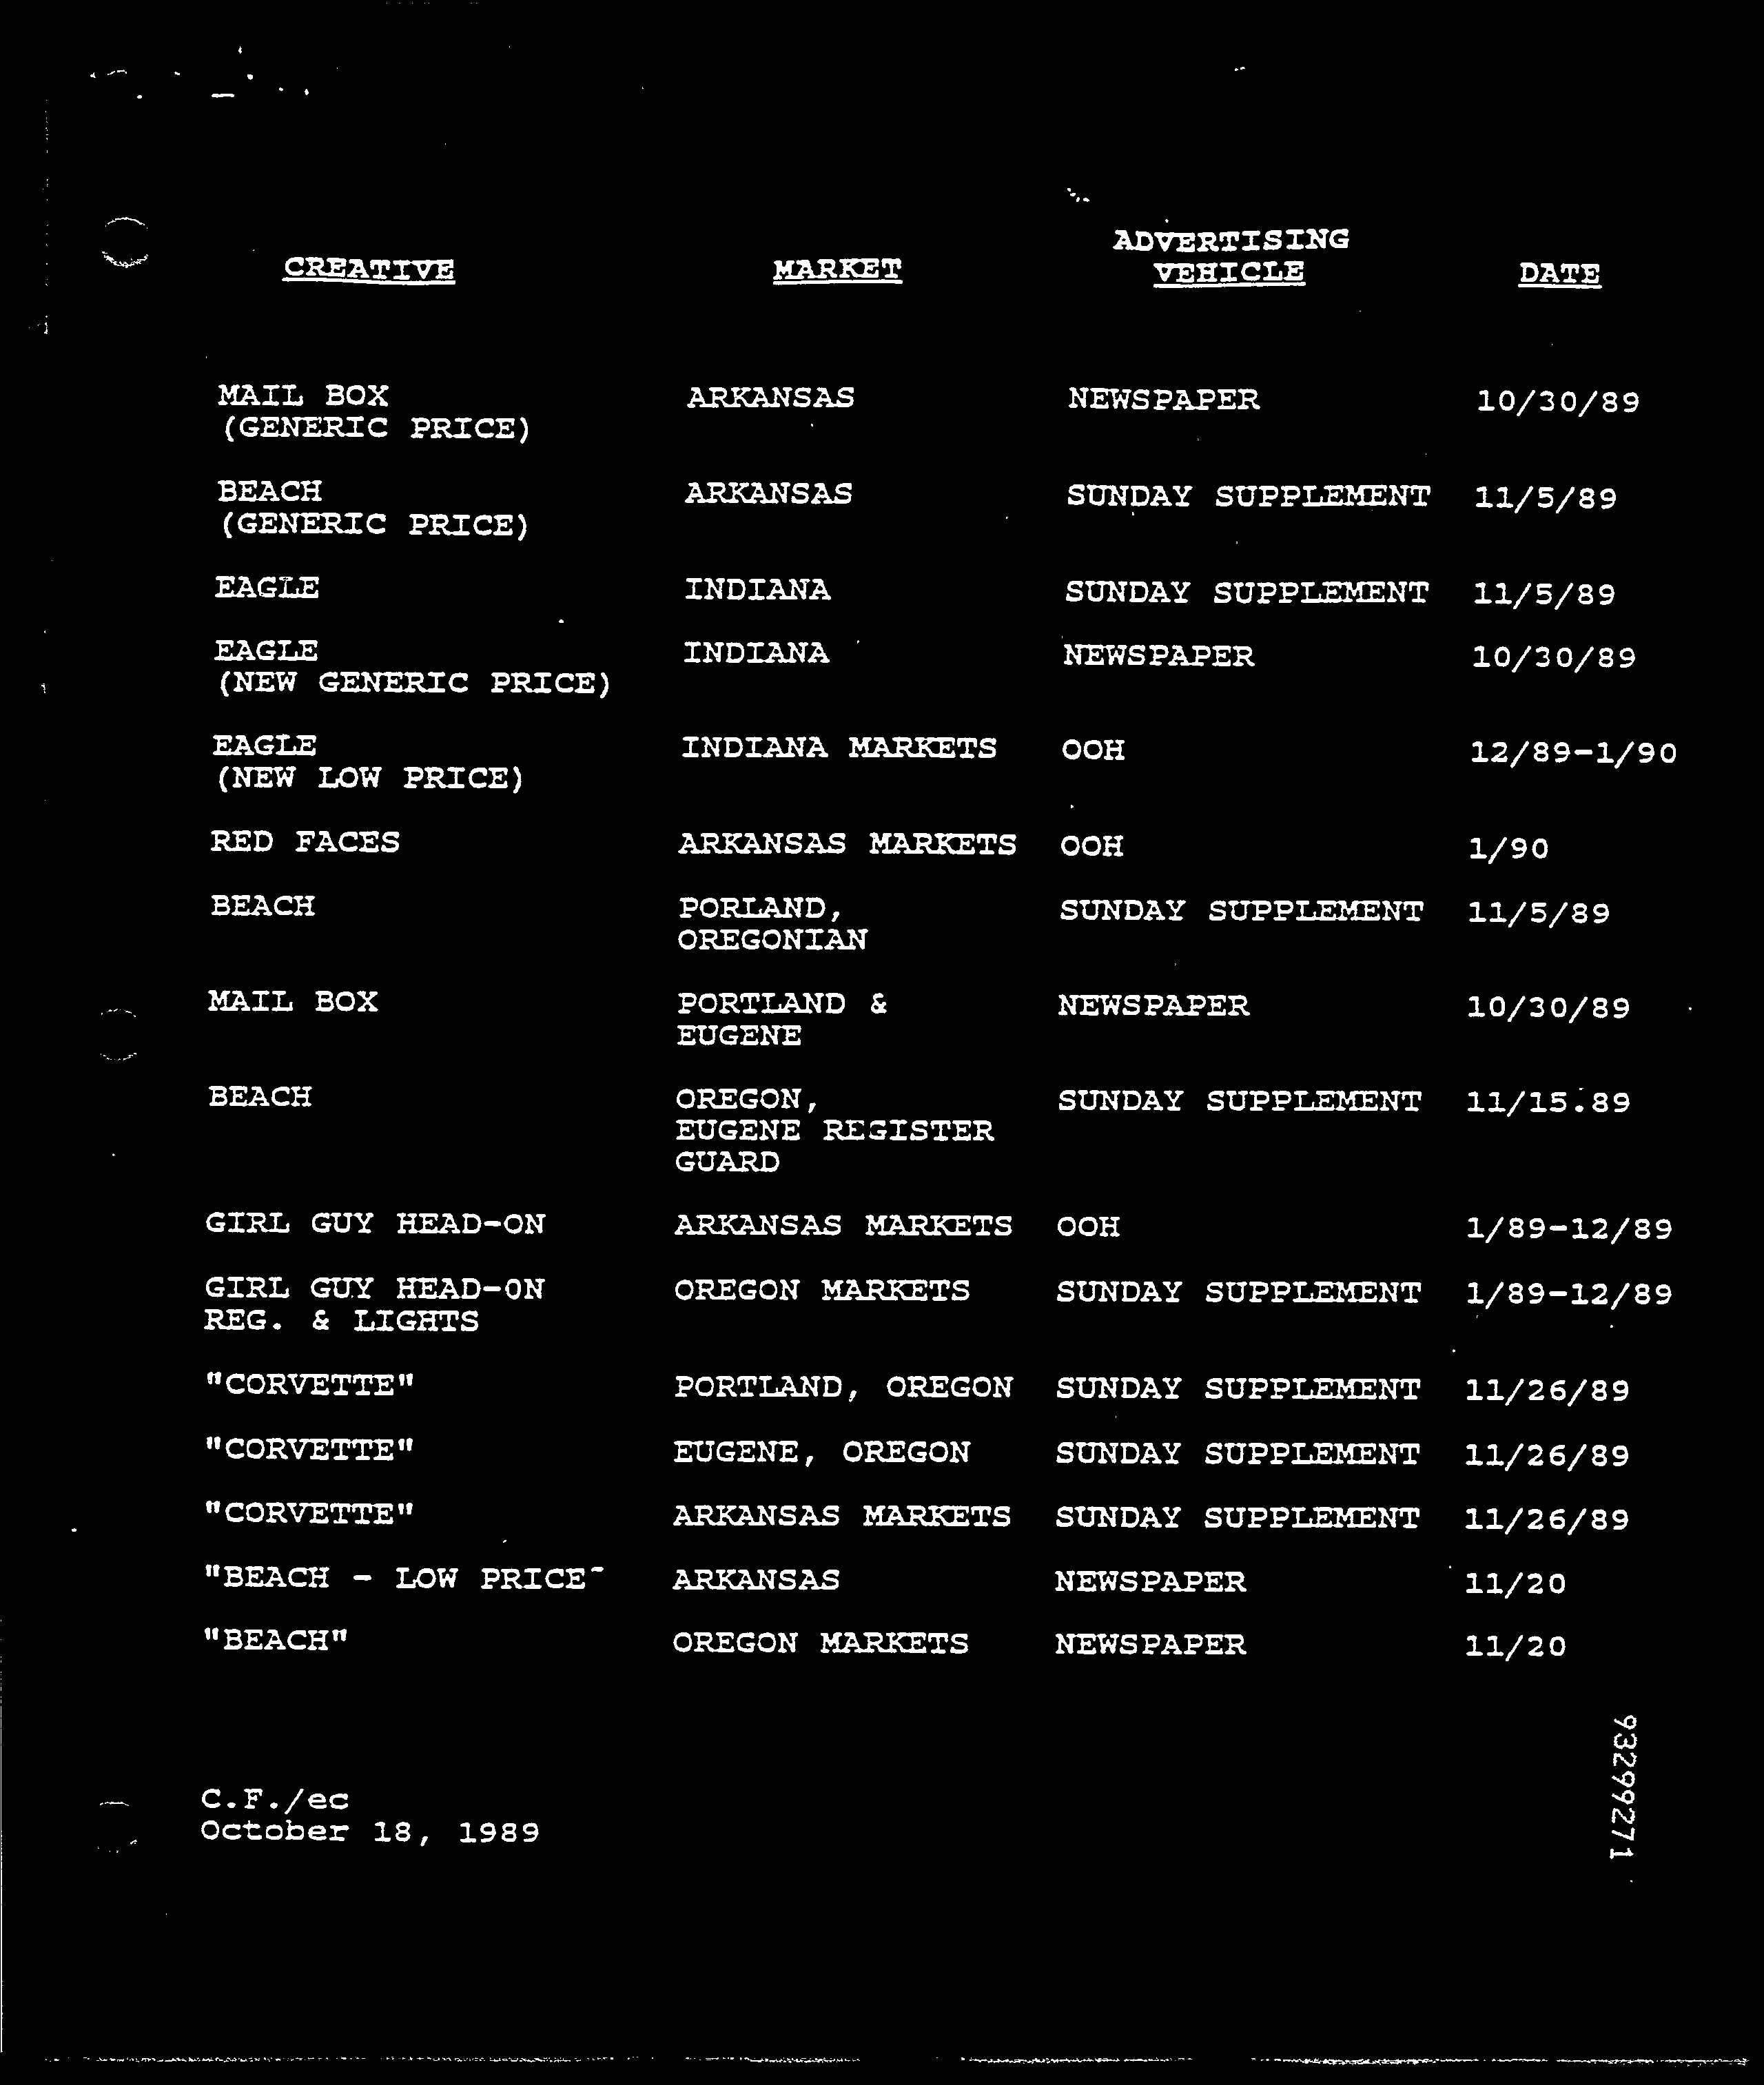 CREATIVE MARKET ADVERTISING VEHICLE DATE
MAIL BOX ARKANSAS NEWSPAPER 10/30/89
(GENERIC PRICE)
BEACH ARKANSAS SUNDAY SUPPLEMENT 11/5/89
(GENERIC PRICE)
EAGLE INDIANA SUNDAY SUPPLEMENT 11/5/89
EAGLE INDIANA NEWSPAPER 10/30/89
(NEW GENERIC PRICE)
EAGLE INDIANA MARKETS OOH 12/89-1/90
(NEW LOW PRICE)
RED FACES ARKANSAS MARKETS OOH 1/90
BEACH PORLAND, SUNDAY SUPPLEMENT 11/5/89
OREGONIAN
MAIL BOX PORTLAND & NEWSPAPER 10/30/89
EUGENE
BEACH OREGON, SUNDAY SUPPLEMENT 11/15.89
EUGENE REGISTER
GUARD
GIRL GUY HEAD-ON ARKANSAS MARKETS OOH 1/89-12/89
GIRL GUY HEAD-ON OREGON MARKETS SUNDAY SUPPLEMENT 1/89-12/89
REG. & LIGHTS
"CORVETTE" PORTLAND, OREGON SUNDAY SUPPLEMENT 11/26/89
"CORVETTE" EUGENE, OREGON SUNDAY SUPPLEMENT 11/26/89
"CORVETTE" ARKANSAS MARKETS SUNDAY SUPPLEMENT 11/26/89
"BEACH - LOW PRICE" ARKANSAS NEWSPAPER 11/20
"BEACH" OREGON MARKETS NEWSPAPER 11/20
93299271
C.F./ec
October 18, 1989